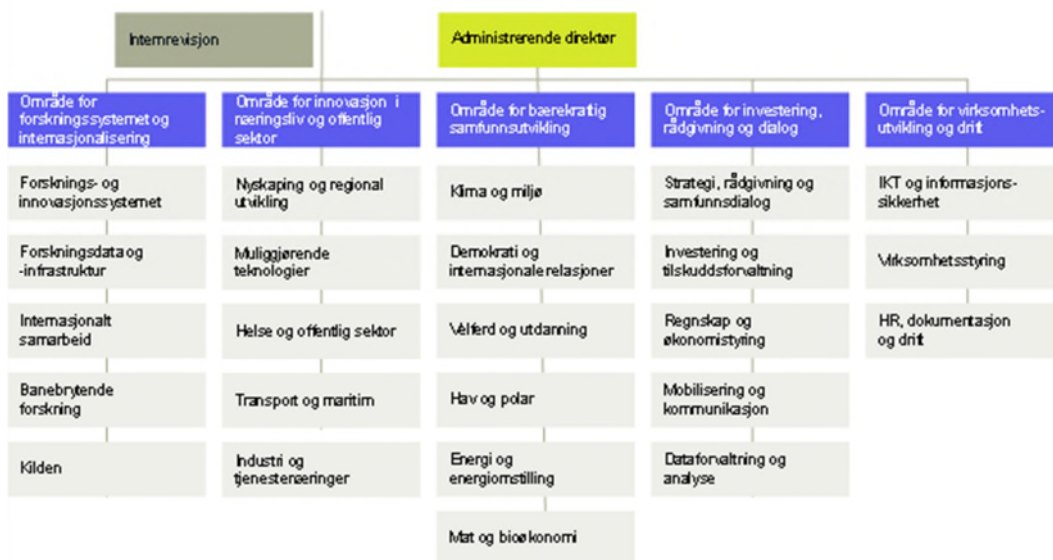 Internrevisjon
Administrerende direktør
Område for
forskningssystemet og
internasjonalisering
Forsknings- og
innovasjonssystemet
Forskningsdata og
-infrastruktur
Internasjonalt
samarbeid
Banebrytende
forskning
Kilden
Område for innovasjon i
næringsliv og offentlig
sektor
Nyskaping og regional
utvikling
Muliggjørende
teknologier
Helse og offentlig sektor
Transport og maritim
Industri og
tjenestenæringer
Område for bærekraftig
samfunnsutvikling
Klima og miljø
Demokrati og
internasjonale relasjoner
Velferd og utdanning
Hav og polar
Energi og
energiomstilling
Mat og bioøkonomi
Område for investering,
rådgivning og dialog
Strategi, rådgivning og
samfunnsdialog
Investering og
tilskuddsforvaltning
Regnskap og
økonomistyring
Mobilisering og
kommunikasjon
Dataforvaltning og
analyse
Område for virksomhets-
utvikling og drift
IKT og informasjons-
sikkerhet
Virksomhetsstyring
HR, dokumentasjon
og drift